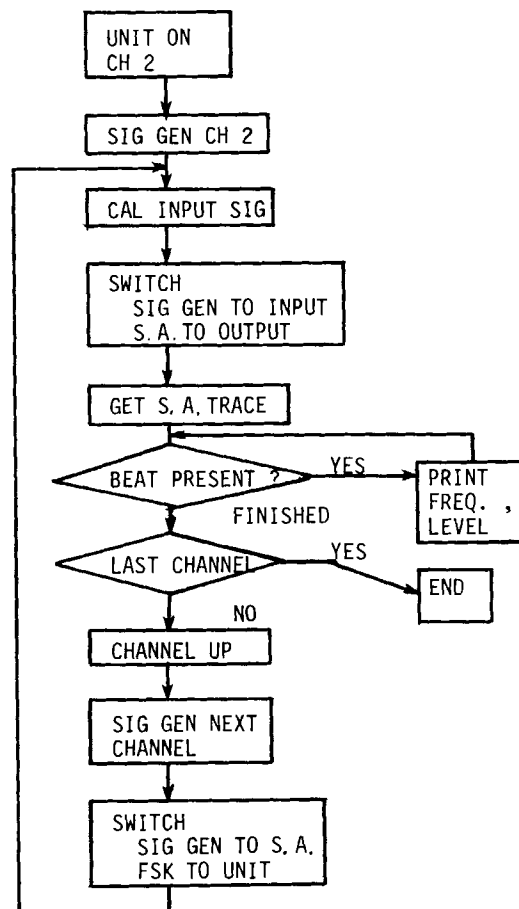 UNIT ON
CH 2
SIG GEN CH 2
CAL INPUT SIG
SWITCH
SIG GEN TO INPUT
S.A. TO OUTPUT
GET S.A. TRACE
BEAT PRESENT ?
YES
PRINT
FREQ. ,
LEVEL
FINISHED
LAST CHANNEL
YES
END
NO
CHANNEL UP
SIG GEN NEXT
CHANNEL
SWITCH
SIG GEN TO S.A.
FSK TO UNIT